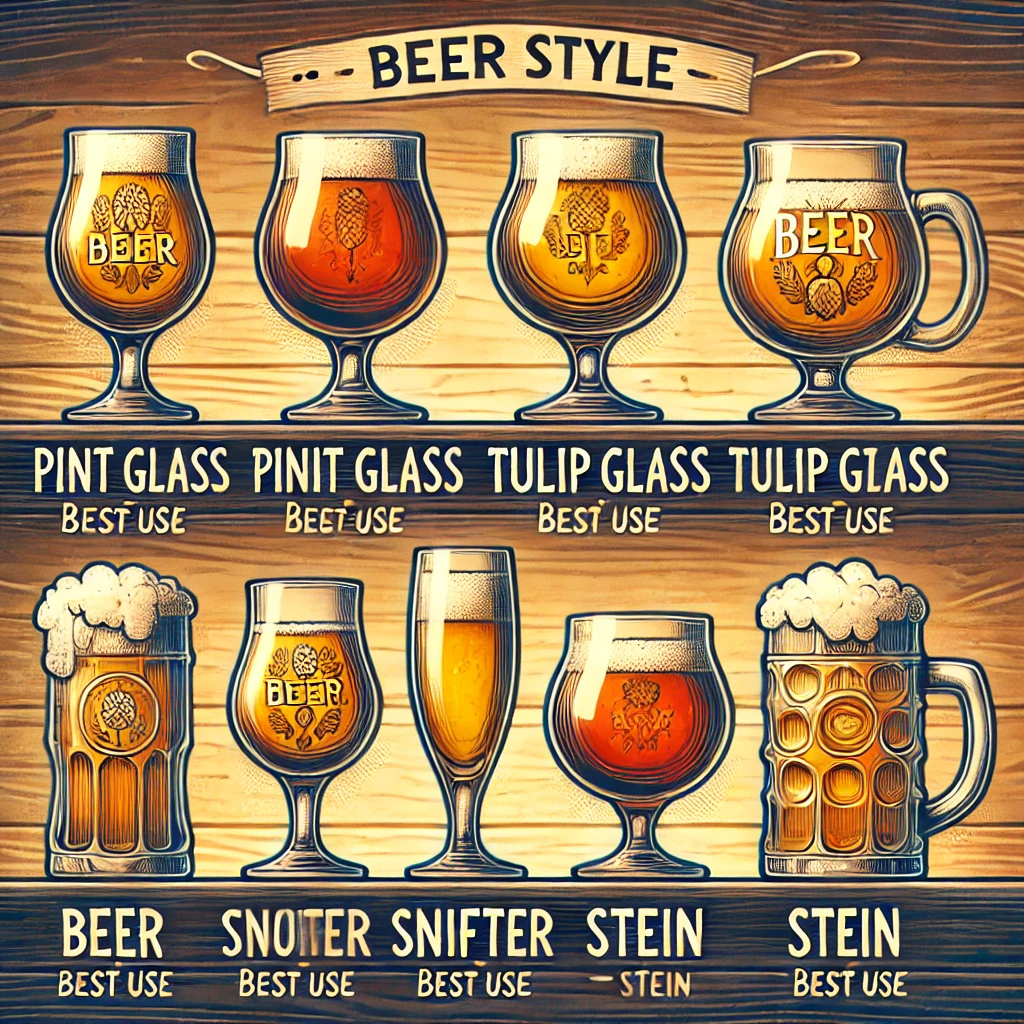 BEER STYLE
BEER
BEER
PINT GLASS PINIT GLASS TULIP GLASS TULIP GLASS
BEST USE BEET USE BEST USE BEST USE
BEER
BEER SNOITER SNIFTER STEIN STEIN
BEST USE BEST USE BEST USE – STEIN BEST USE